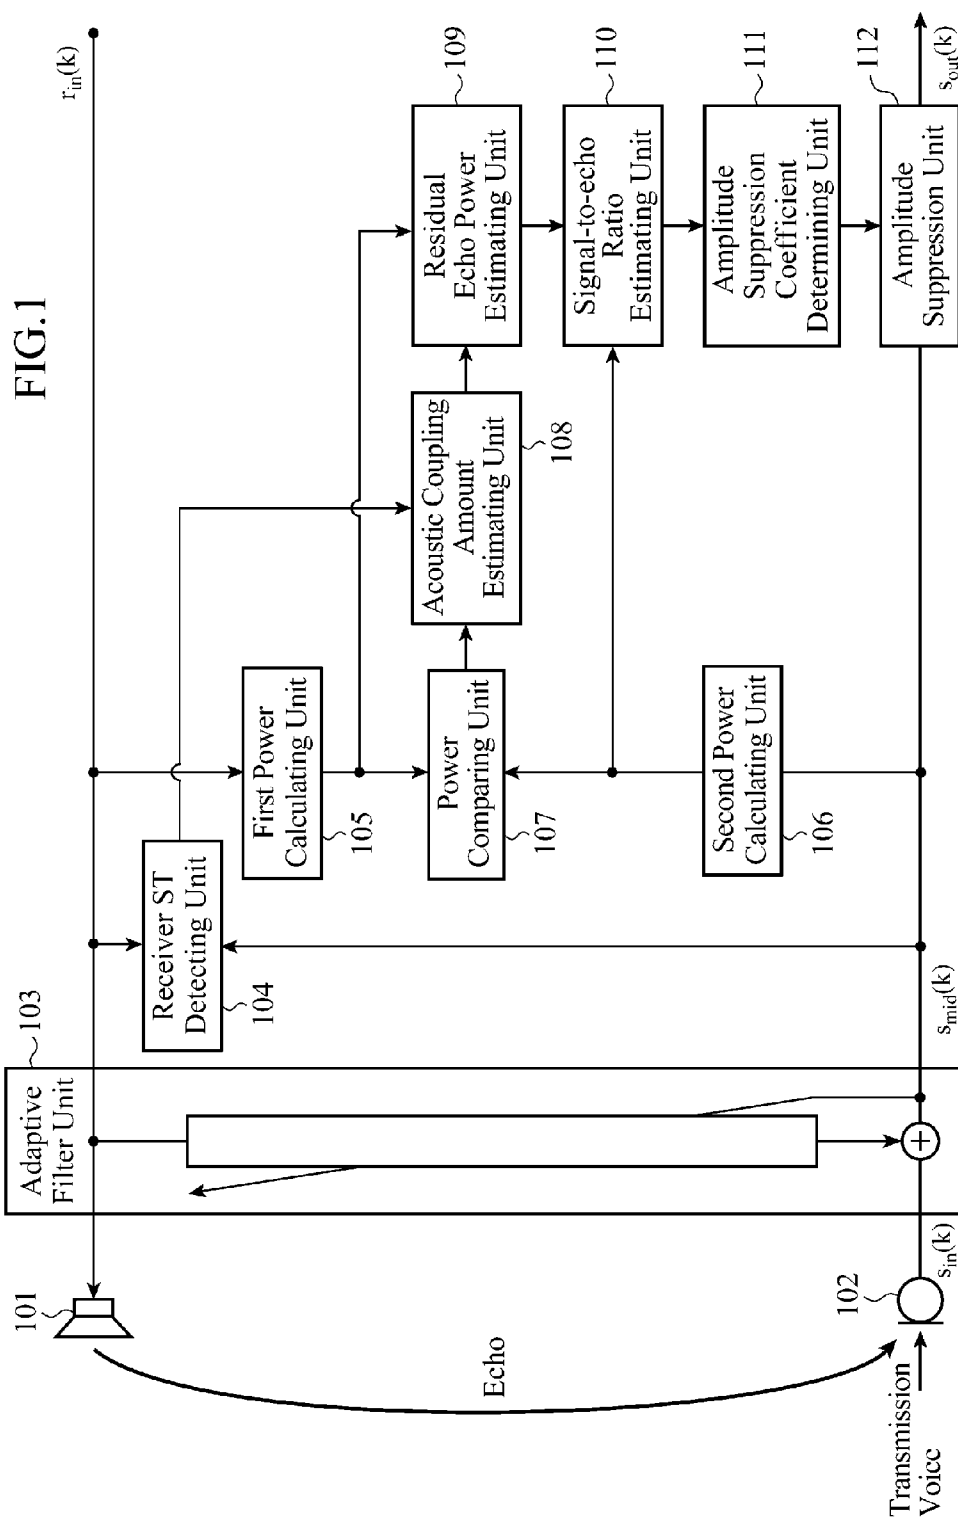 FIG.1
r_in(k)
101
Adaptive
Filter Unit
103
Receiver ST
Detecting Unit
104
First Power
Calculating Unit
105
Power
Comparing Unit
107
Second Power
Calculating Unit
106
Acoustic Coupling
Amount
Estimating Unit
108
Residual
Echo Power
Estimating Unit
109
Signal-to-echo
Ratio
Estimating Unit
110
Amplitude
Suppression
Coefficient
Determining Unit
111
Amplitude
Suppression Unit
112
Echo
102
Transmission
Voicc
s_in(k)
+
s_mid(k)
s_out(k)